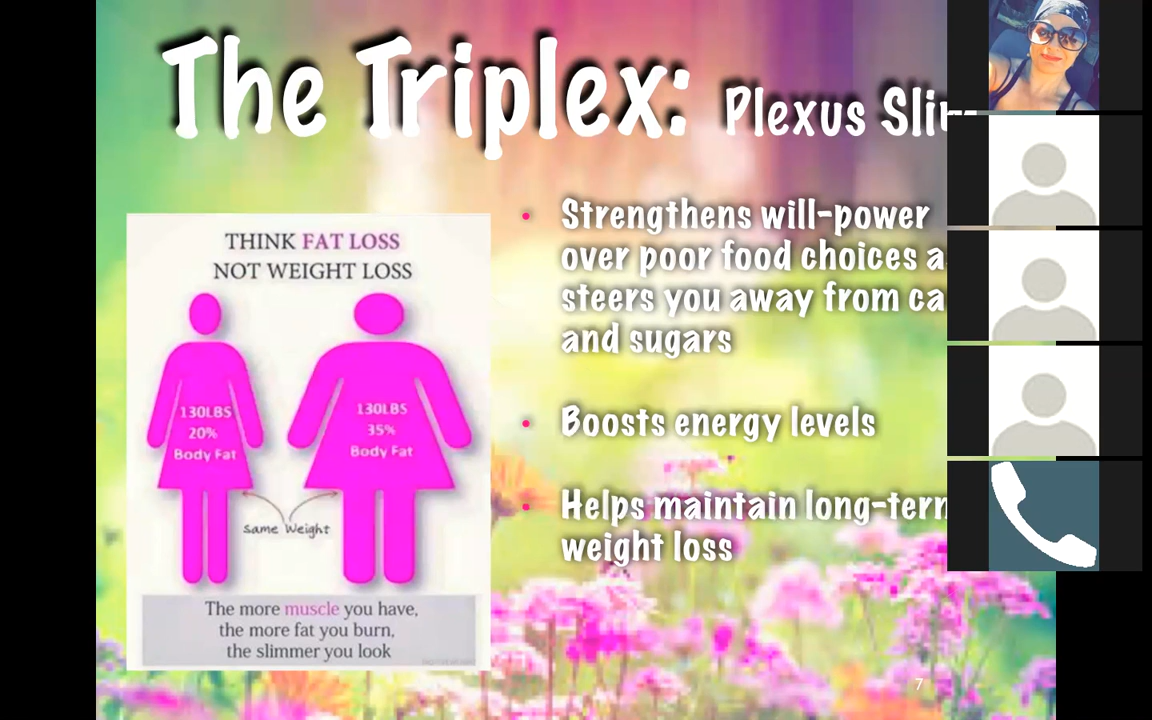 The Triplex: Plexus
THINK FAT LOSS
NOT WEIGHT LOSS
130LBS
20%
Body Fat
130LBS
35%
Body Fat
Same Weight
The more muscle you have,
the more fat you burn,
the slimmer you look
• Strengthens will-power
over poor food choices
steers you away from
and sugars
• Boosts energy levels
• Helps maintain
weight loss
7